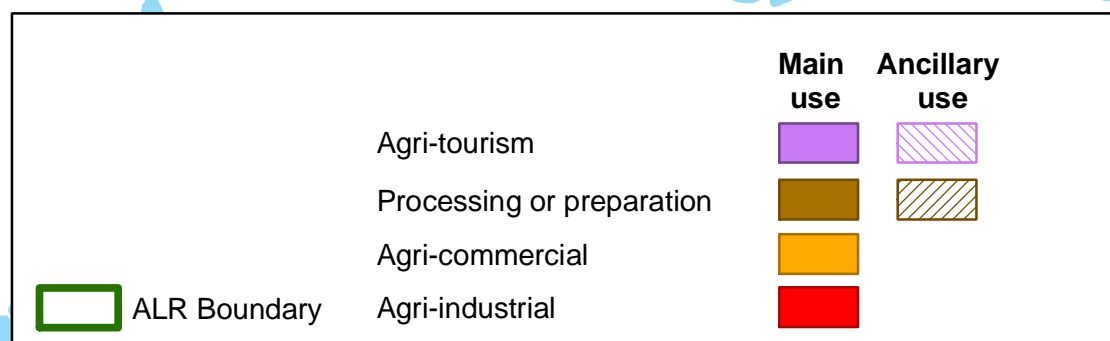 Main Ancillary
use use
Agri-tourism
Processing or preparation
Agri-commercial
ALR Boundary Agri-industrial